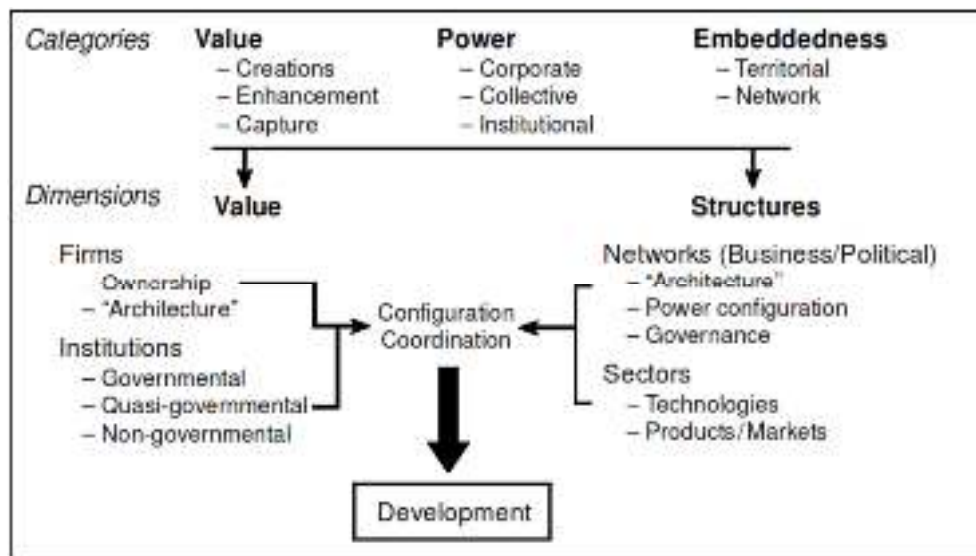 Categories
Value
– Creations
– Enhancement
– Capture
Power
– Corporate
– Collective
– Institutional
Embeddedness
– Territorial
– Network
Dimensions
Value
Structures
Firms
Ownership
– “Architecture”
Institutions
– Governmental
– Quasi-governmental
– Non-governmental
Configuration
Coordination
Networks (Business/Political)
– “Architecture”
– Power configuration
– Governance
Sectors
– Technologies
– Products/Markets
Development